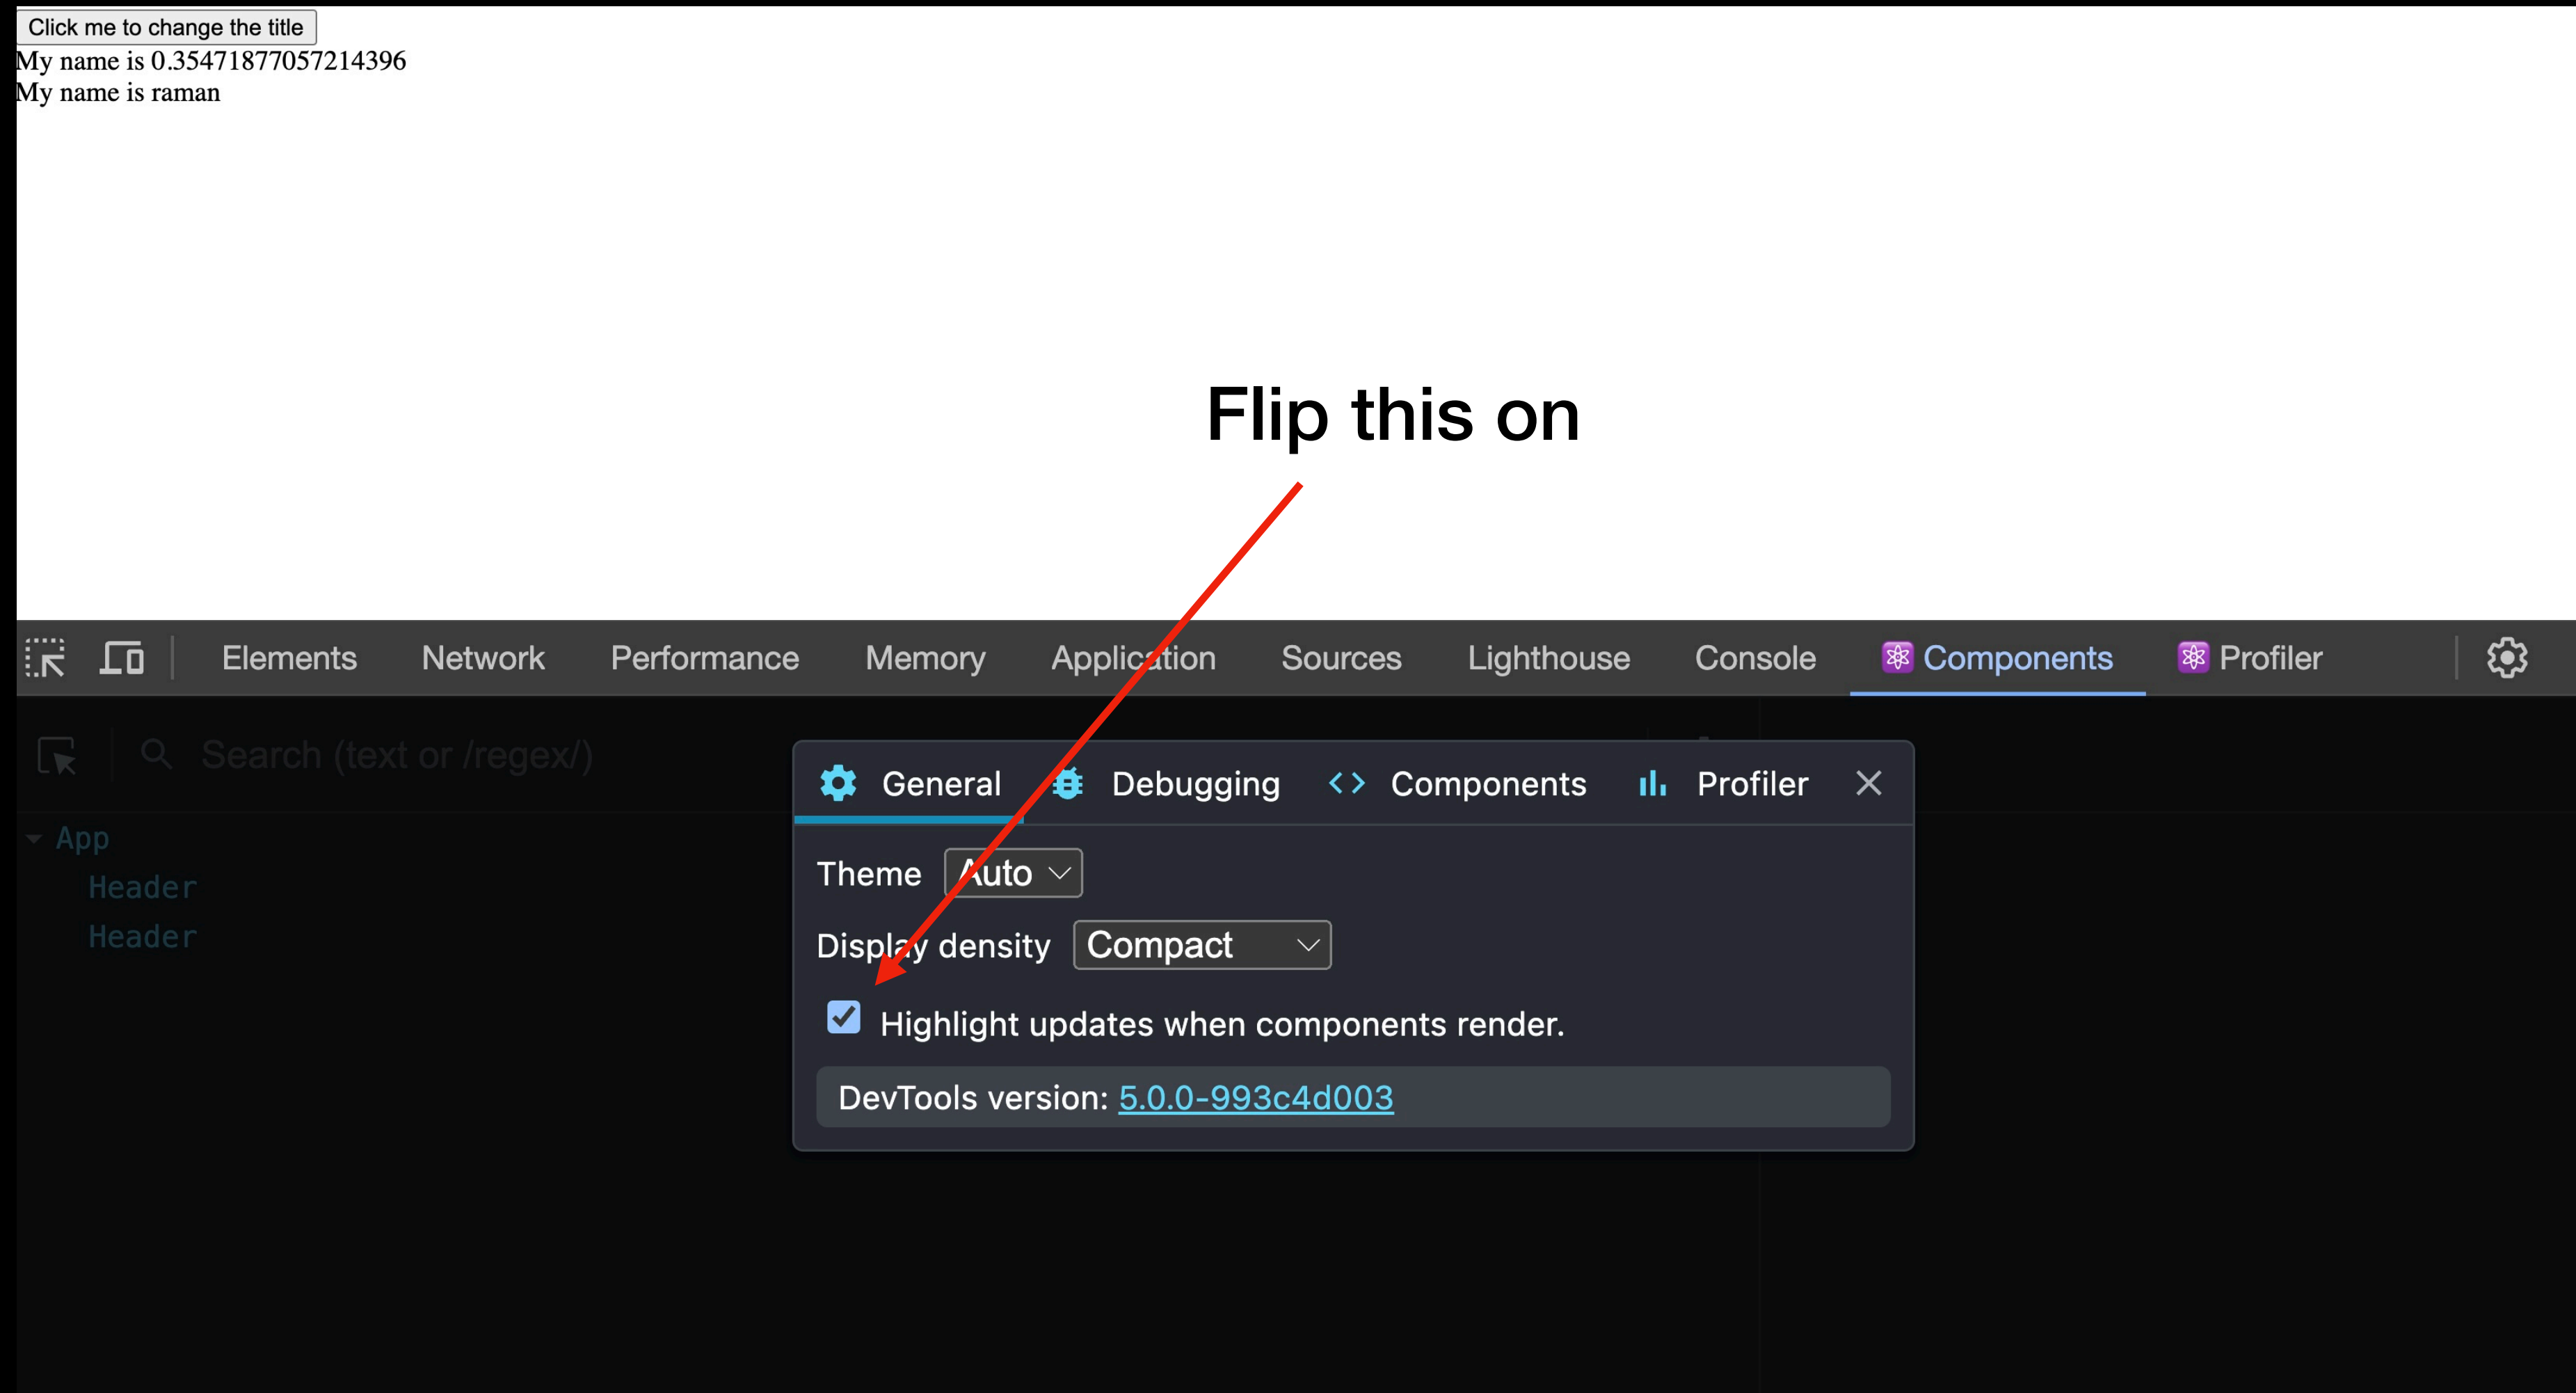 Click me to change the title
My name is 0.35471877057214396
My name is raman
Flip this on
Elements Network Performance Memory Application Sources Lighthouse Console Components Profiler
Search (text or /regex/)
General Debugging Components Profiler
App
Header
Header
Theme Auto
Display density Compact
Highlight updates when components render.
DevTools version: 5.0.0-993c4d003